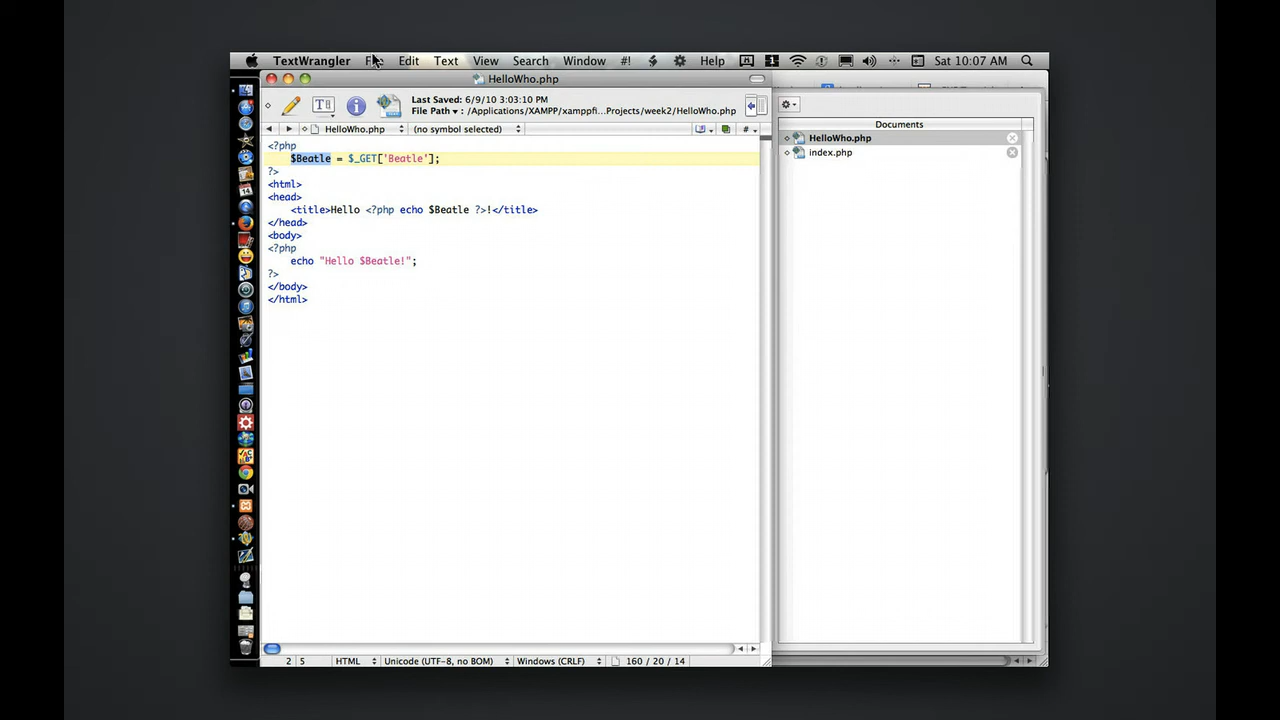 TextWrangler File Edit Text View Search Window #! Help Sat 10:07 AM
HelloWho.php
Last Saved: 6/9/10 3:03:10 PM
File Path ▾ : /Applications/XAMPP/xamppfi...Projects/week2/HelloWho.php
HelloWho.php (no symbol selected) #
<?php
$Beatle = $_GET['Beatle'];
?>
<html>
<head>
<title>Hello <?php echo $Beatle ?>!</title>
</head>
<body>
<?php
echo "Hello $Beatle!";
?>
</body>
</html>
2 5 HTML Unicode (UTF-8, no BOM) Windows (CRLF) 160 / 20 / 14
Documents
HelloWho.php
index.php